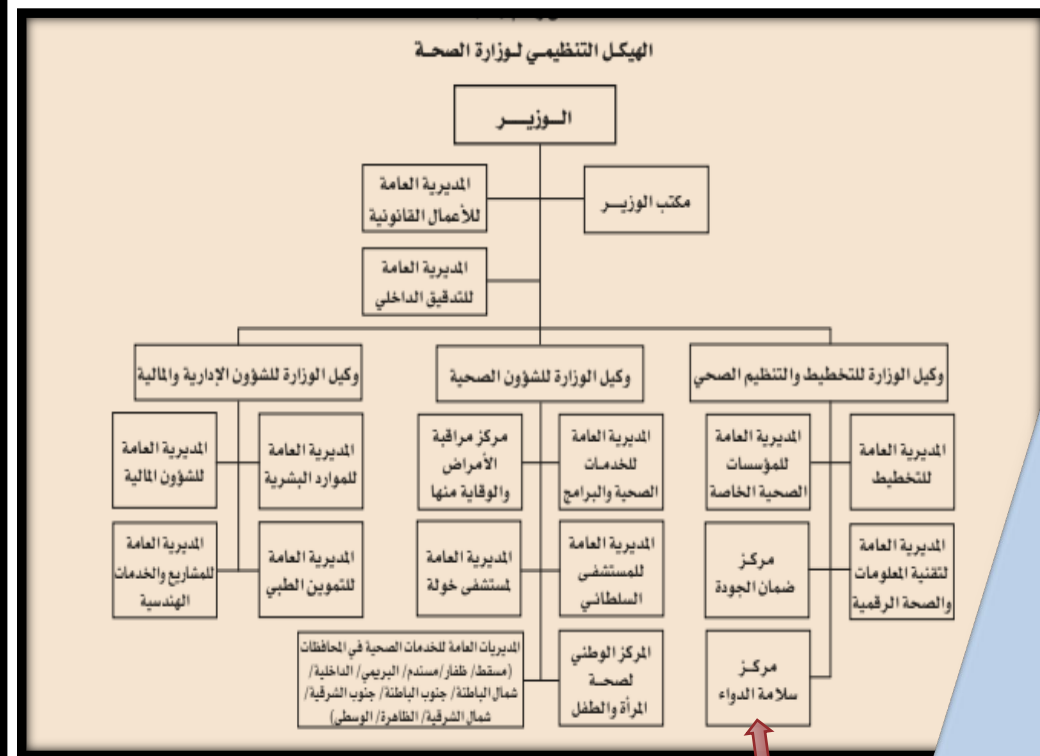 الهيكل التنظيمي لوزارة الصحة
الوزير
مكتب الوزير
المديرية العامة
للأعمال القانونية
المديرية العامة
للتدقيق الداخلي
وكيل الوزارة للتخطيط والتنظيم الصحي
وكيل الوزارة للشؤون الصحية
وكيل الوزارة للشؤون الإدارية والمالية
المديرية العامة
للتخطيط
المديرية العامة
للمؤسسات
الصحية الخاصة
المديرية العامة
لتقنية المعلومات
والصحة الرقمية
مركز
ضمان الجودة
مركز
سلامة الدواء
المديرية العامة
للخدمات
الصحية والبرامج
مركز مراقبة
الأمراض
والوقاية منها
المديرية العامة
للمستشفى
السلطاني
المديرية العامة
لمستشفى خولة
المركز الوطني
لصحة
المرأة والطفل
المديريات العامة للخدمات الصحية في المحافظات
(مسقط/ ظفار/ مسندم/ البريمي/ الداخلية/
شمال الباطنة/ جنوب الباطنة/ جنوب الشرقية/
شمال الشرقية/ الظاهرة/ الوسطى)
المديرية العامة
للموارد البشرية
المديرية العامة
للشؤون المالية
المديرية العامة
للتموين الطبي
المديرية العامة
للمشاريع والخدمات
الهندسية